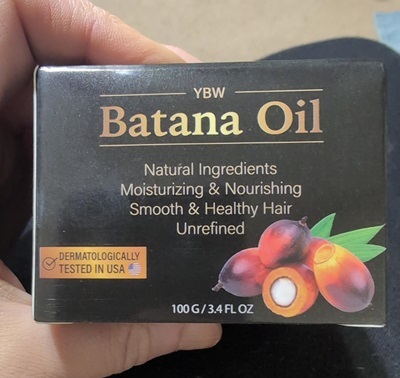 YBW
Batana Oil
Natural Ingredients
Moisturizing & Nourishing
Smooth & Healthy Hair
Unrefined
DERMATOLOGICALLY
TESTED IN USA
100 G / 3.4 FL OZ